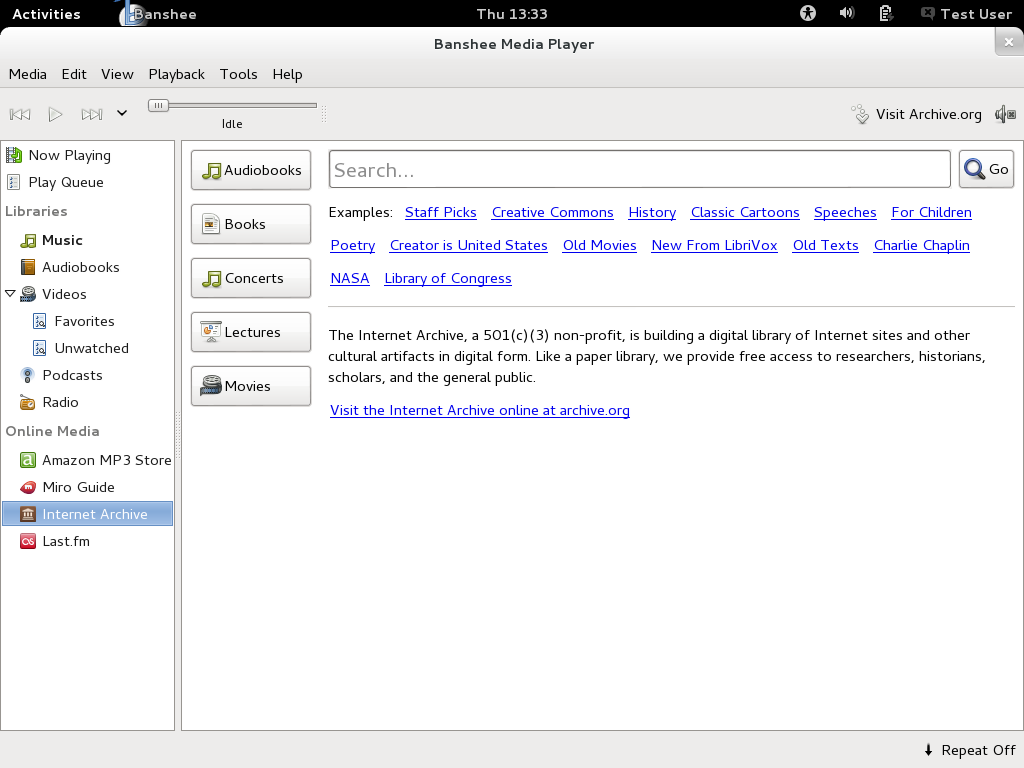 Activities Banshee Thu 13:33 Test User
Banshee Media Player
Media Edit View Playback Tools Help
Idle
Visit Archive.org
Now Playing
Play Queue
Libraries
Music
Audiobooks
Videos
Favorites
Unwatched
Podcasts
Radio
Online Media
Amazon MP3 Store
Miro Guide
Internet Archive
Last.fm
Audiobooks
Books
Concerts
Lectures
Movies
Search...
Go
Examples: Staff Picks Creative Commons History Classic Cartoons Speeches For Children
Poetry Creator is United States Old Movies New From LibriVox Old Texts Charlie Chaplin
NASA Library of Congress
The Internet Archive, a 501(c)(3) non-profit, is building a digital library of Internet sites and other
cultural artifacts in digital form. Like a paper library, we provide free access to researchers, historians,
scholars, and the general public.
Visit the Internet Archive online at archive.org
Repeat Off